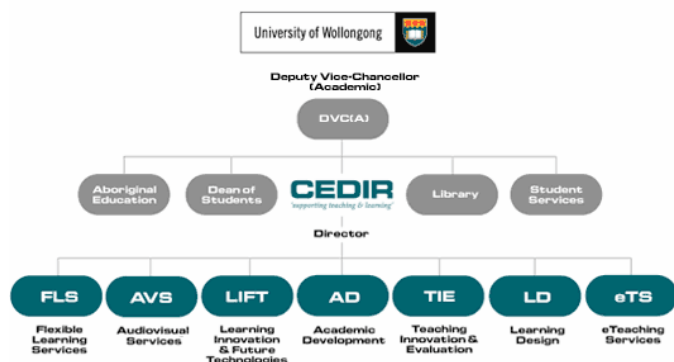 University of Wollongong
Deputy Vice-Chancellor
(Academic)
DVC(A)
Aboriginal
Education
Dean of
Students
CEDIR
'supporting teaching & learning'
Library
Student
Services
Director
FLS
AVS
LIFT
AD
TIE
LD
eTS
Flexible
Learning
Services
Audiovisual
Services
Learning
Innovation
& Future
Technologies
Academic
Development
Teaching
Innovation &
Evaluation
Learning
Design
eTeaching
Services